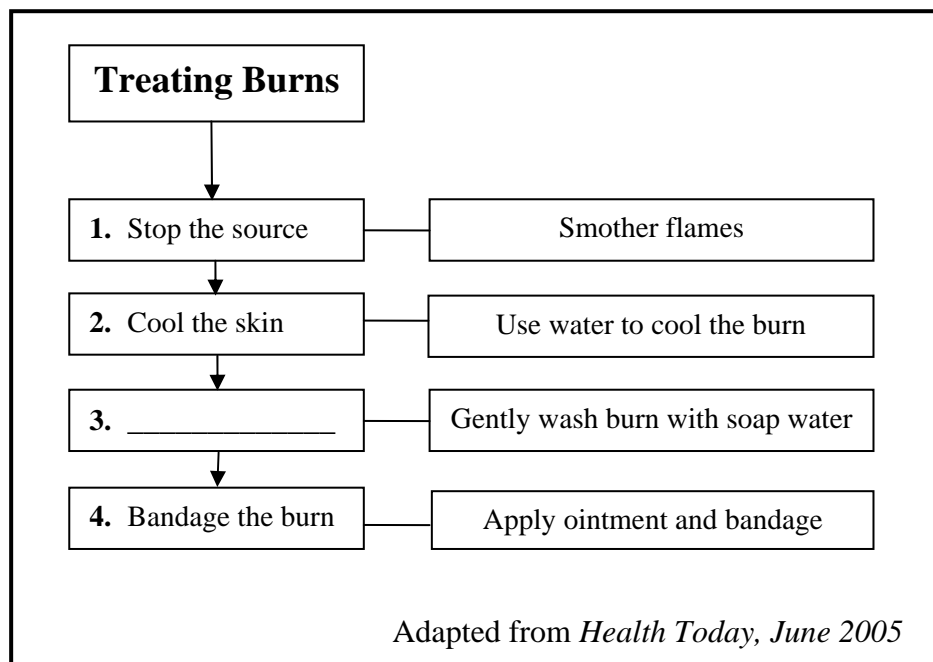 Treating Burns
1. Stop the source
Smother flames
2. Cool the skin
Use water to cool the burn
3. ______________
Gently wash burn with soap water
4. Bandage the burn
Apply ointment and bandage
Adapted from Health Today, June 2005